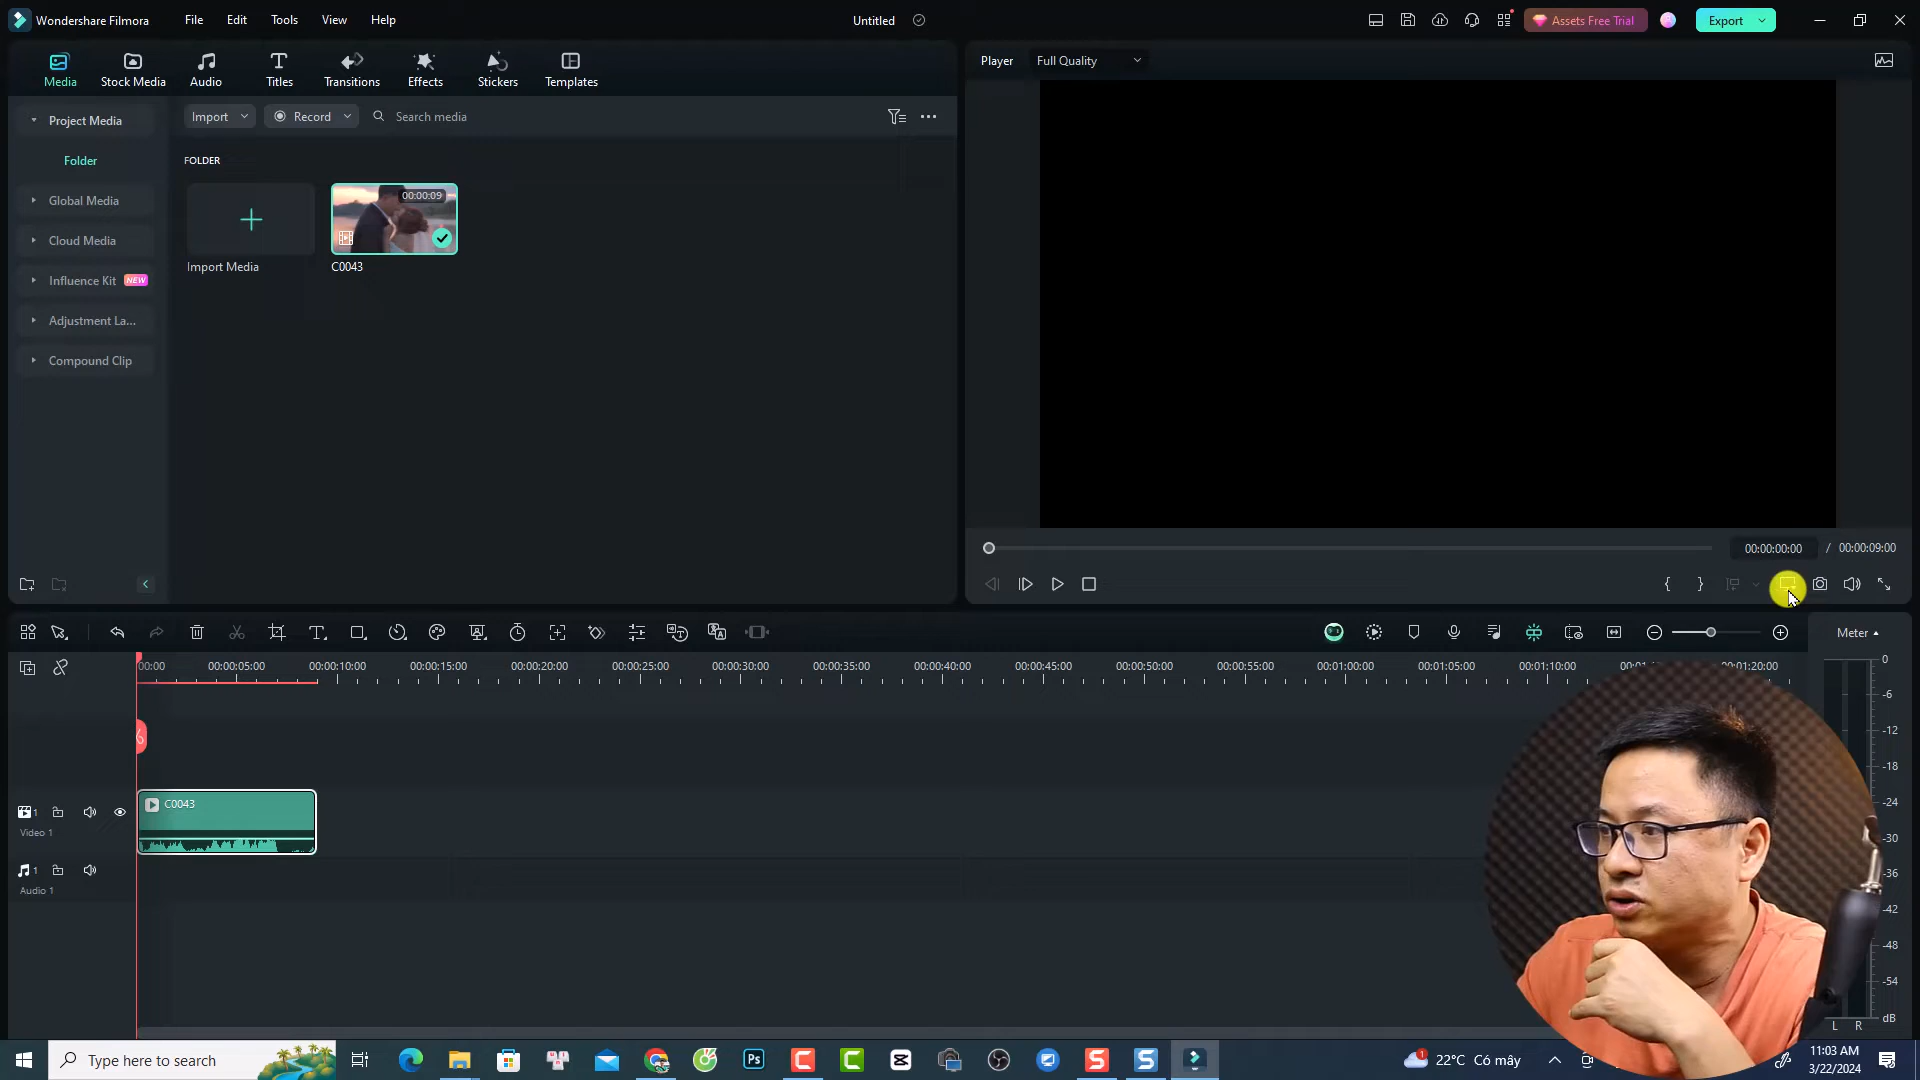 Wondershare Filmora
File
Edit
Tools
View
Help
Untitled
Assets Free Trial
Export
Media
Stock Media
Audio
Titles
Transitions
Effects
Stickers
Templates
Player
Full Quality
Project Media
Import
Record
Search media
Folder
FOLDER
Global Media
Cloud Media
Influence Kit
NEW
Adjustment La...
Compound Clip
00:00:09
Import Media
C0043
00:00:00:00
/
00:00:09:00
{
}
Meter
00:00
00:00:05:00
00:00:10:00
00:00:15:00
00:00:20:00
00:00:25:00
00:00:30:00
00:00:35:00
00:00:40:00
00:00:45:00
00:00:50:00
00:00:55:00
00:01:00:00
00:01:05:00
00:01:10:00
00:01:20:00
0
-6
-12
-18
-24
-30
-36
-42
-48
-54
dB
L
R
C0043
1
Video 1
1
Audio 1
Type here to search
Ps
1
22°C Có mây
11:03 AM
3/22/2024